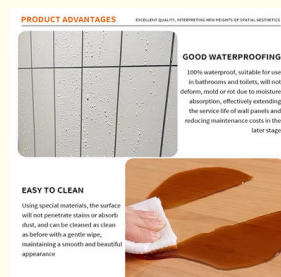 PRODUCT ADVANTAGES
EXCELLENT QUALITY, INTERPRETING NEW HEIGHTS OF SPATIAL AESTHETICS
GOOD WATERPROOFING
100% waterproof, suitable for use
in bathrooms and toilets, will not
deform, mold or rot due to moisture
absorption, effectively extending
the service life of wall panels and
reducing maintenance costs in the
later stage
EASY TO CLEAN
Using special materials, the surface
will not penetrate stains or absorb
dust, and can be cleaned as clean
as before with a gentle wipe,
maintaining a smooth and beautiful
appearance